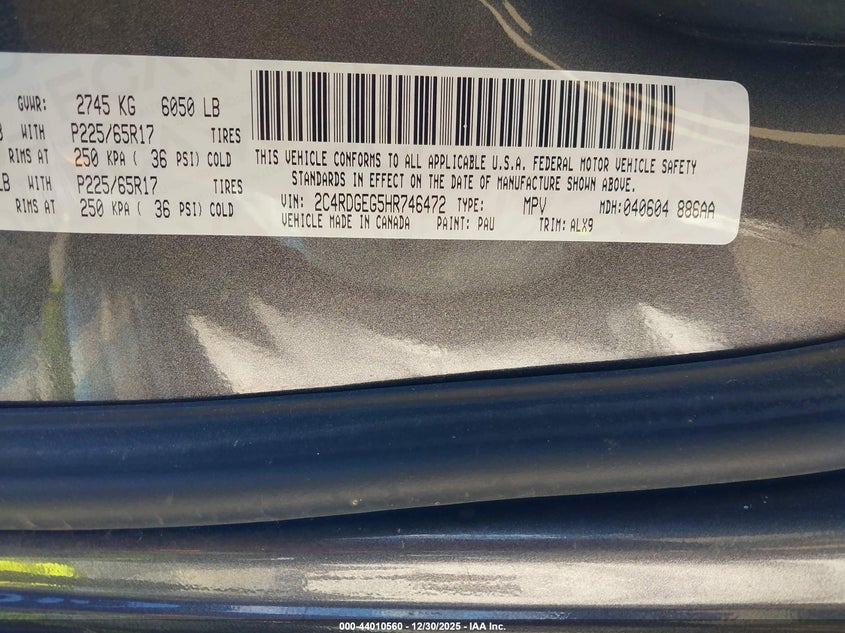 GVWR: 2745 KG 6050 LB
WITH P225/65R17 TIRES
RIMS AT 250 KPA ( 36 PSI) COLD
LB WITH P225/65R17 TIRES
RIMS AT 250 KPA ( 36 PSI) COLD
THIS VEHICLE CONFORMS TO ALL APPLICABLE U.S.A. FEDERAL MOTOR VEHICLE SAFETY
STANDARDS IN EFFECT ON THE DATE OF MANUFACTURE SHOWN ABOVE.
VIN: 2C4RDGEG5HR746472 TYPE: MPV MDH:040604 886AA
VEHICLE MADE IN CANADA PAINT: PAU TRIM: ALX9
000-44010560 - 12/30/2025 - IAA Inc.